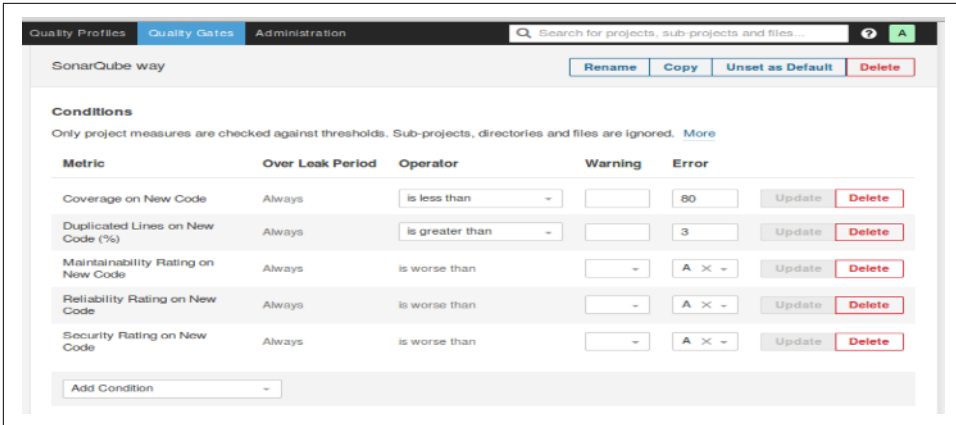 Quality Profiles Quality Gates Administration Search for projects, sub-projects and files... ? A
SonarQube way Rename Copy Unset as Default Delete
Conditions
Only project measures are checked against thresholds. Sub-projects, directories and files are ignored. More
Metric Over Leak Period Operator Warning Error
Coverage on New Code Always is less than 80 Update Delete
Duplicated Lines on New
Code (%) Always is greater than 3 Update Delete
Maintainability Rating on
New Code Always is worse than A Update Delete
Reliability Rating on New
Code Always is worse than A Update Delete
Security Rating on New
Code Always is worse than A Update Delete
Add Condition